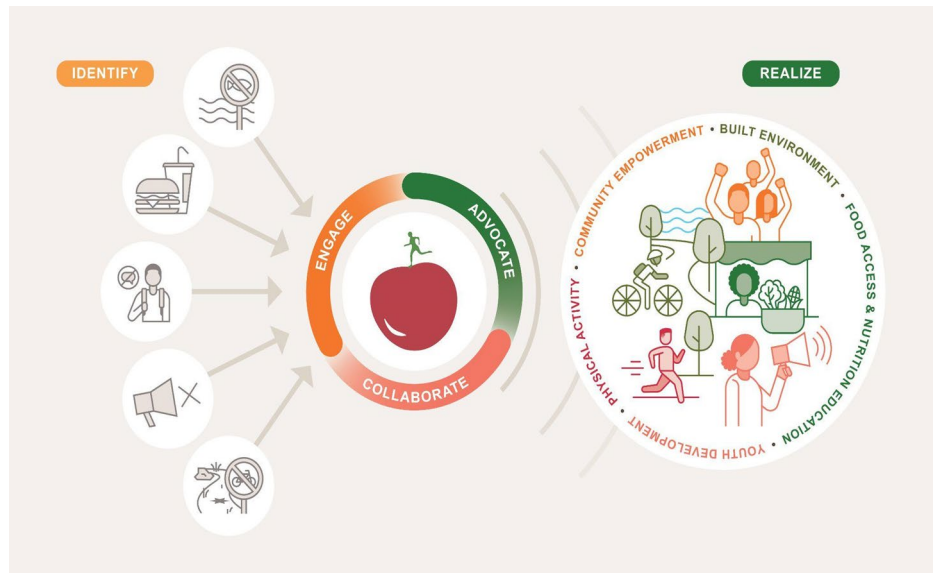 IDENTIFY
REALIZE
ENGAGE
ADVOCATE
COLLABORATE
COMMUNITY EMPOWERMENT • BUILT ENVIRONMENT • FOOD ACCESS & NUTRITION EDUCATION • YOUTH DEVELOPMENT • PHYSICAL ACTIVITY •